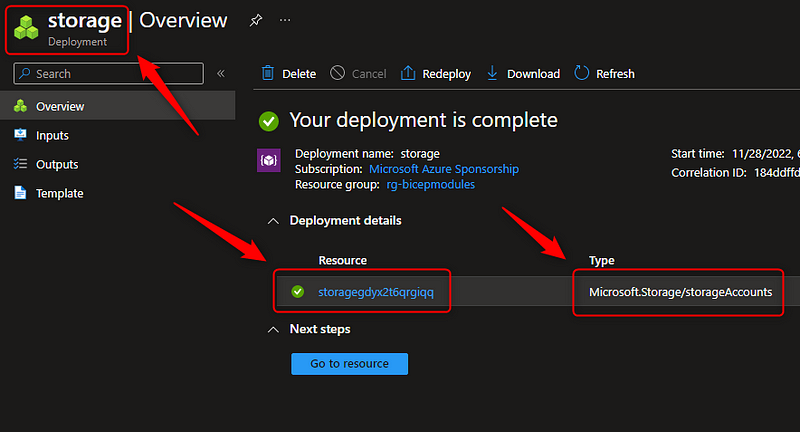 storage | Overview
Deployment
Search
«
Overview
Inputs
Outputs
Template
Delete Cancel Redeploy Download Refresh
Your deployment is complete
Deployment name: storage
Subscription: Microsoft Azure Sponsorship
Resource group: rg-bicepmodules
Start time: 11/28/2022, 6
Correlation ID: 184ddffd
Deployment details
Resource Type
storagegdyx2t6qrgiqq Microsoft.Storage/storageAccounts
Next steps
Go to resource